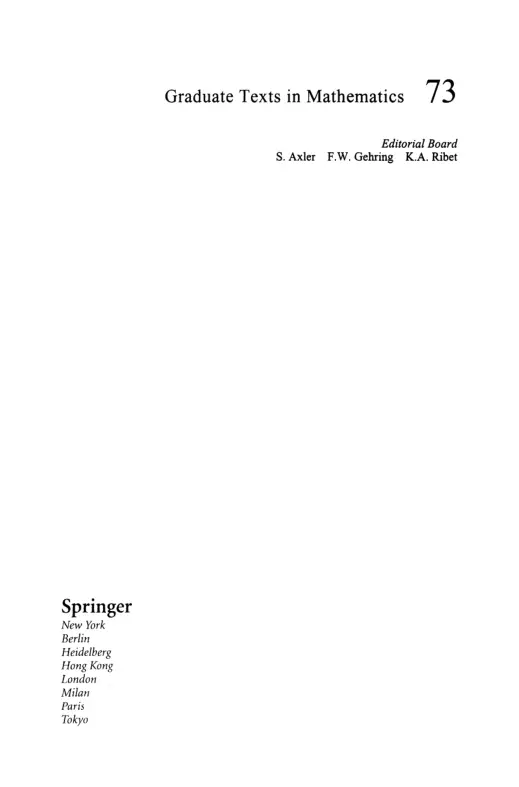 Graduate Texts in Mathematics 73
Editorial Board
S. Axler F.W. Gehring K.A. Ribet
Springer
New York
Berlin
Heidelberg
Hong Kong
London
Milan
Paris
Tokyo